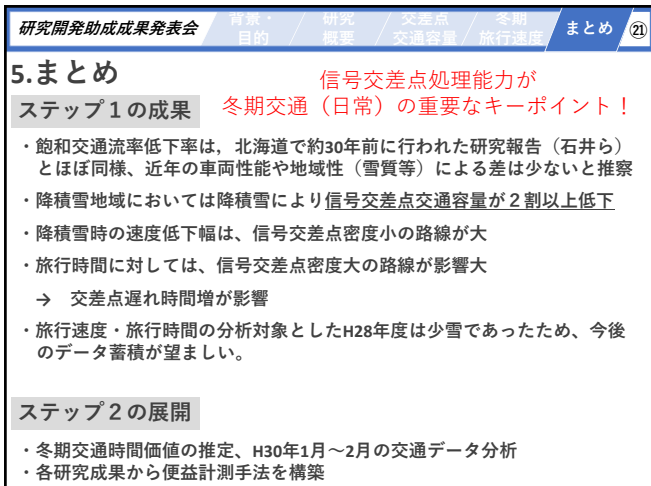 研究開発助成成果発表会
背景・
目的
研究
概要
交差点
交通容量
冬期
旅行速度
まとめ
㉑
5.まとめ
信号交差点処理能力が
冬期交通（日常）の重要なキーポイント！
ステップ１の成果
・飽和交通流率低下率は，北海道で約30年前に行われた研究報告（石井ら）
とほぼ同様、近年の車両性能や地域性（雪質等）による差は少ないと推察
・降積雪地域においては降積雪により信号交差点交通容量が２割以上低下
・降積雪時の速度低下幅は、信号交差点密度小の路線が大
・旅行時間に対しては、信号交差点密度大の路線が影響大
→ 交差点遅れ時間増が影響
・旅行速度・旅行時間の分析対象としたH28年度は少雪であったため、今後
のデータ蓄積が望ましい。
ステップ２の展開
・冬期交通時間価値の推定、H30年1月～2月の交通データ分析
・各研究成果から便益計測手法を構築